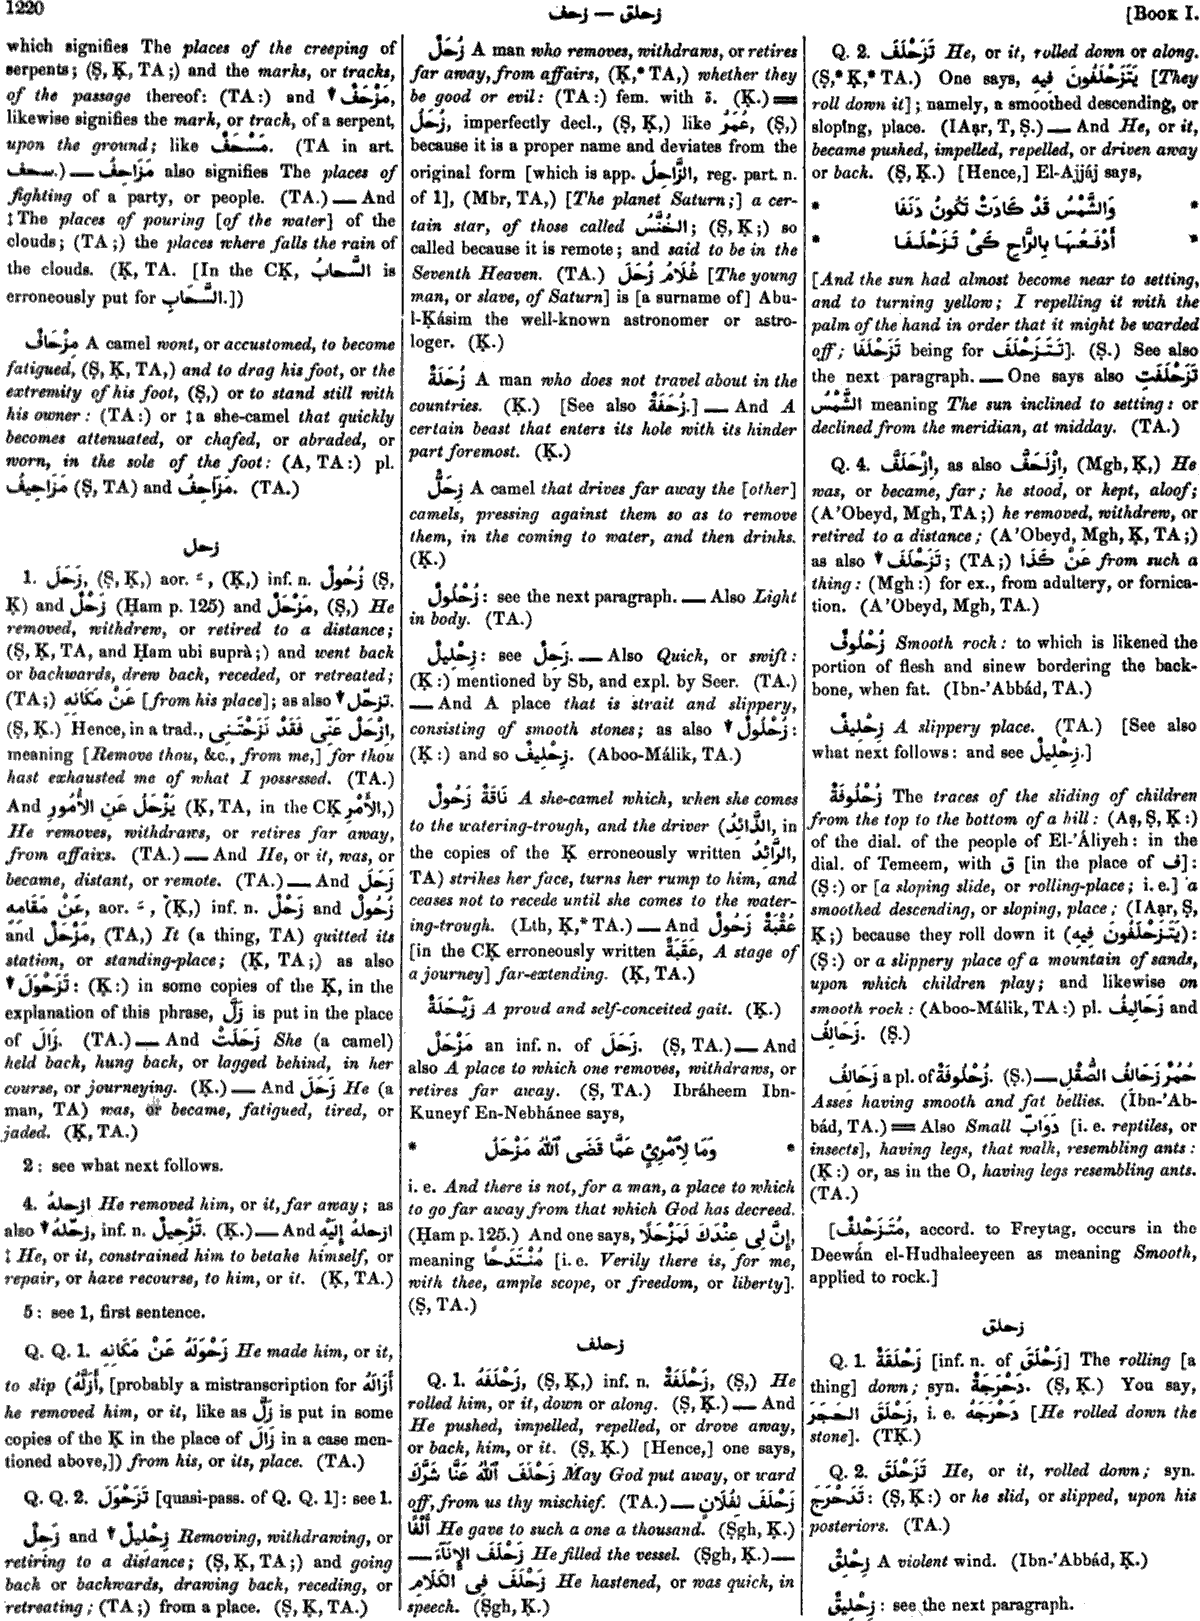 1220
زحلق — زحف
[Book I.
which signifies The places of the creeping of
serpents; (Ṣ, Ḳ, TA;) and the marks, or tracks,
of the passage thereof: (TA:) and ▼ مَزْحَفٌ,
likewise signifies the mark, or track, of a serpent,
upon the ground; like مَسْحَفٌ. (TA in art.
سحف.) — مَزَاحِفُ also signifies The places of
fighting of a party, or people. (TA.) — And
‡ The places of pouring [of the water] of the
clouds; (TA;) the places where falls the rain of
the clouds. (Ḳ, TA. [In the CḲ, السَّحابُ is
erroneously put for السَّحَابِ.])
مِزْحَافٌ A camel wont, or accustomed, to become
fatigued, (Ṣ, Ḳ, TA,) and to drag his foot, or the
extremity of his foot, (Ṣ,) or to stand still with
his owner: (TA:) or ‡ a she-camel that quickly
becomes attenuated, or chafed, or abraded, or
worn, in the sole of the foot: (A, TA:) pl.
مَزَاحِيفُ (Ṣ, TA) and مَزَاحِفُ. (TA.)
زحل
1. زَحَلَ, (Ṣ, Ḳ,) aor. ـَ, (Ḳ,) inf. n. زُحُولٌ (Ṣ,
Ḳ) and زَحْلٌ (Ḥam p. 125) and مَزْحَلٌ, (Ṣ,) He
removed, withdrew, or retired to a distance;
(Ṣ, Ḳ, TA, and Ḥam ubi suprà;) and went back
or backwards, drew back, receded, or retreated;
(TA;) عَنْ مَكَانِهِ [from his place]; as also ▼ تزحّل.
(Ṣ, Ḳ.) Hence, in a trad., اِزْحَلْ عَنِّى فَقَدْ نَزَحْتَنِى,
meaning [Remove thou, &c., from me,] for thou
hast exhausted me of what I possessed. (TA.)
And يَزْحَلُ عَنِ الأُمُورِ (Ḳ, TA, in the CḲ الأَمْرِ,)
He removes, withdraws, or retires far away,
from affairs. (TA.) — And He, or it, was, or
became, distant, or remote. (TA.) — And زَحَلَ
عَنْ مَقَامِهِ, aor. ـَ, (Ḳ,) inf. n. زَحْلٌ and زُحُولٌ
and مَزْحَلٌ, (TA,) It (a thing, TA) quitted its
station, or standing-place; (Ḳ, TA;) as also
▼ تَزَحْوَلَ: (Ḳ:) in some copies of the Ḳ, in the
explanation of this phrase, زَلَّ is put in the place
of زَالَ. (TA.) — And زَحَلَتْ She (a camel)
held back, hung back, or lagged behind, in her
course, or journeying. (Ḳ.) — And زَحَلَ He (a
man, TA) was, or became, fatigued, tired, or
jaded. (Ḳ, TA.)
2: see what next follows.
4. ازحلهُ He removed him, or it, far away; as
also ▼ زحّلهُ, inf. n. تَزْحِيلٌ. (Ḳ.) — And ازحلهُ إِلَيْهِ
‡ He, or it, constrained him to betake himself, or
repair, or have recourse, to him, or it. (Ḳ, TA.)
5: see 1, first sentence.
Q. Q. 1. زَحْوَلَهُ عَنْ مَكَانِهِ He made him, or it,
to slip (أَزَلَّهُ, [probably a mistranscription for أَزَالَهُ
he removed him, or it, like as زَلَّ is put in some
copies of the Ḳ in the place of زَالَ in a case men-
tioned above,]) from his, or its, place. (TA.)
Q. Q. 2. تَزَحْوَلَ [quasi-pass. of Q. Q. 1]: see 1.
زَحِلٌ and ▼ زِحْلِيلٌ Removing, withdrawing, or
retiring to a distance; (Ṣ, Ḳ, TA;) and going
back or backwards, drawing back, receding, or
retreating; (TA;) from a place. (Ṣ, Ḳ, TA.)
زُحَلٌ A man who removes, withdraws, or retires
far away, from affairs, (Ḳ,* TA,) whether they
be good or evil: (TA:) fem. with ة. (Ḳ.) ══
زُحَلُ, imperfectly decl., (Ṣ, Ḳ,) like عُمَرُ, (Ṣ,)
because it is a proper name and deviates from the
original form [which is app. الزَّاحِلُ, reg. part. n.
of 1], (Mbr, TA,) [The planet Saturn;] a cer-
tain star, of those called الخُنَّسُ; (Ṣ, Ḳ;) so
called because it is remote; and said to be in the
Seventh Heaven. (TA.) غُلَامُ زُحَلَ [The young
man, or slave, of Saturn] is [a surname of] Abu-
l-Ḳásim the well-known astronomer or astro-
loger. (Ḳ.)
زُحَلَةٌ A man who does not travel about in the
countries. (Ḳ.) [See also زُحَفَةٌ.] — And A
certain beast that enters its hole with its hinder
part foremost. (Ḳ.)
زِحَلٌّ A camel that drives far away the [other]
camels, pressing against them so as to remove
them, in the coming to water, and then drinks.
(Ḳ.)
زُحْلُولٌ: see the next paragraph. — Also Light
in body. (TA.)
زِحْلِيلٌ: see زَحِلٌ. — Also Quick, or swift:
(Ḳ:) mentioned by Sb, and expl. by Seer. (TA.)
— And A place that is strait and slippery,
consisting of smooth stones; as also ▼ زُحْلُولٌ:
(Ḳ:) and so زِحْلِيفٌ. (Aboo-Málik, TA.)
نَاقَةٌ زَحُولٌ A she-camel which, when she comes
to the watering-trough, and the driver (الذَّائِدُ, in
the copies of the Ḳ erroneously written الرَّائِدُ,
TA) strikes her face, turns her rump to him, and
ceases not to recede until she comes to the water-
ing-trough. (Lth, Ḳ,* TA.) — And عُقْبَةٌ زَحُولٌ
[in the CḲ erroneously written عَقَبَةٌ, A stage of
a journey] far-extending. (Ḳ, TA.)
زَيْحَلَةٌ A proud and self-conceited gait. (Ḳ.)
مَزْحَلٌ an inf. n. of زَحَلَ. (Ṣ, TA.) — And
also A place to which one removes, withdraws, or
retires far away. (Ṣ, TA.) Ibráheem Ibn-
Kuneyf En-Nebhánee says,
* وَمَا لِٱمْرِئٍ عَمَّا قَضَى ٱللّٰهُ مَزْحَلُ *
i. e. And there is not, for a man, a place to which
to go far away from that which God has decreed.
(Ḥam p. 125.) And one says, إِنَّ لِى عِنْدَكَ لَمَزْحَلًا,
meaning مُنْتَدَحًا [i. e. Verily there is, for me,
with thee, ample scope, or freedom, or liberty].
(Ṣ, TA.)
زحلف
Q. 1. زَحْلَفَهُ, (Ṣ, Ḳ,) inf. n. زَحْلَفَةٌ, (Ṣ,) He
rolled him, or it, down or along. (Ṣ, Ḳ.) — And
He pushed, impelled, repelled, or drove away,
or back, him, or it. (Ṣ, Ḳ.) [Hence,] one says,
زَحْلَفَ ٱللّٰهُ عَنَّا شَرَّكَ May God put away, or ward
off, from us thy mischief. (TA.) — زَحْلَفَ لِفُلَانٍ
أَلْفًا He gave to such a one a thousand. (Ṣgh, Ḳ.)
— زَحْلَفَ الإِنَآءَ He filled the vessel. (Ṣgh, Ḳ.) —
زَحْلَفَ فِى الكَلَامِ He hastened, or was quick, in
speech. (Ṣgh, Ḳ.)
Q. 2. تَزَحْلَفَ He, or it, rolled down or along.
(Ṣ,* Ḳ,* TA.) One says, يَتَزَحْلَفُونَ فِيهِ [They
roll down it]; namely, a smoothed descending, or
sloping, place. (IAạr, T, Ṣ.) — And He, or it,
became pushed, impelled, repelled, or driven away
or back. (Ṣ, Ḳ.) [Hence,] El-Ajjáj says,
* وَالشَّمْسُ قَدْ كَادَتْ تَكُونُ دَنَفَا *
* أَدْفَعُهَا بِالرَّاحِ كَىْ تَزَحْلَفَا *
[And the sun had almost become near to setting,
and to turning yellow; I repelling it with the
palm of the hand in order that it might be warded
off; تَزَحْلَفَا being for تَتَزَحْلَفَ]. (Ṣ.) See also
the next paragraph. — One says also تَزَحْلَفَتِ
الشَّمْسُ meaning The sun inclined to setting: or
declined from the meridian, at midday. (TA.)
Q. 4. اِزْحَلَفَّ, as also اِزْلَحَفَّ, (Mgh, Ḳ,) He
was, or became, far; he stood, or kept, aloof;
(A'Obeyd, Mgh, TA;) he removed, withdrew, or
retired to a distance; (A'Obeyd, Mgh, Ḳ, TA;)
as also ▼ تَزَحْلَفَ; (TA;) عَنْ كَذَا from such a
thing: (Mgh:) for ex., from adultery, or fornica-
tion. (A'Obeyd, Mgh, TA.)
زُحْلُوفٌ Smooth rock: to which is likened the
portion of flesh and sinew bordering the back-
bone, when fat. (Ibn-'Abbád, TA.)
زِحْلِيفٌ A slippery place. (TA.) [See also
what next follows: and see زِحْلِيلٌ.]
زُحْلُوفَةٌ The traces of the sliding of children
from the top to the bottom of a hill: (Aṣ, Ṣ, Ḳ:)
of the dial. of the people of El-'Áliyeh: in the
dial. of Temeem, with ق [in the place of ف]:
(Ṣ:) or [a sloping slide, or rolling-place; i. e.] a
smoothed descending, or sloping, place; (IAạr, Ṣ,
Ḳ;) because they roll down it (يَتَزَحْلَفُونَ فِيهِ):
(Ṣ:) or a slippery place of a mountain of sands,
upon which children play; and likewise on
smooth rock: (Aboo-Málik, TA:) pl. زَحَالِيفُ and
زَحَالِفُ. (Ṣ.)
زَحَالِفُ a pl. of زُحْلُوفَةٌ. (Ṣ.) — حُمُرٌ زَحَالِفُ الصُّقْلِ
Asses having smooth and fat bellies. (Ibn-'Ab-
bád, TA.) ══ Also Small دَوَابّ [i. e. reptiles, or
insects], having legs, that walk, resembling ants:
(Ḳ:) or, as in the O, having legs resembling ants.
(TA.)
[مُتَزَحْلِفٌ, accord. to Freytag, occurs in the
Deewán el-Hudhaleeyeen as meaning Smooth,
applied to rock.]
زحلق
Q. 1. زَحْلَقَةٌ [inf. n. of زَحْلَقَ] The rolling [a
thing] down; syn. دَحْرَجَةٌ. (Ṣ, Ḳ.) You say,
زَحْلَقَ الحَجَرَ, i. e. دَحْرَجَهُ [He rolled down the
stone]. (TḲ.)
Q. 2. تَزَحْلَقَ He, or it, rolled down; syn.
تَدَحْرَجَ: (Ṣ, Ḳ:) or he slid, or slipped, upon his
posteriors. (TA.)
زِحْلِقٌ A violent wind. (Ibn-'Abbád, Ḳ.)
زِحْلِيقٌ: see the next paragraph.